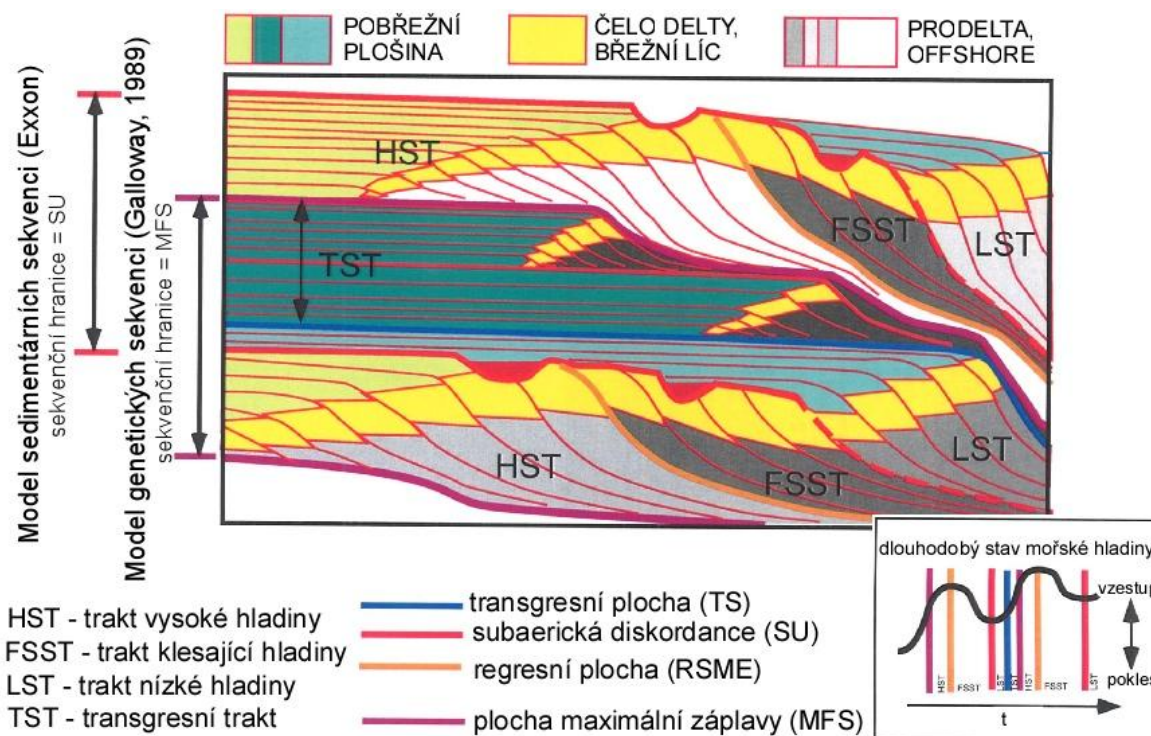 POBŘEŽNÍ
PLOŠINA
ČELO DELTY,
BŘEŽNÍ LÍC
PRODELTA,
OFFSHORE
Model sedimentárních sekvencí (Exxon)
sekvenční hranice = SU
Model genetických sekvencí (Galloway, 1989)
sekvenční hranice = MFS
HST
FSST
LST
TST
HST
FSST
LST
HST - trakt vysoké hladiny
FSST - trakt klesající hladiny
LST - trakt nízké hladiny
TST - transgresní trakt
transgresní plocha (TS)
subaerická diskordance (SU)
regresní plocha (RSME)
plocha maximální záplavy (MFS)
dlouhodobý stav mořské hladiny
vzestup
pokles
HST
FSST
LST
TST
HST
FSST
LST
t